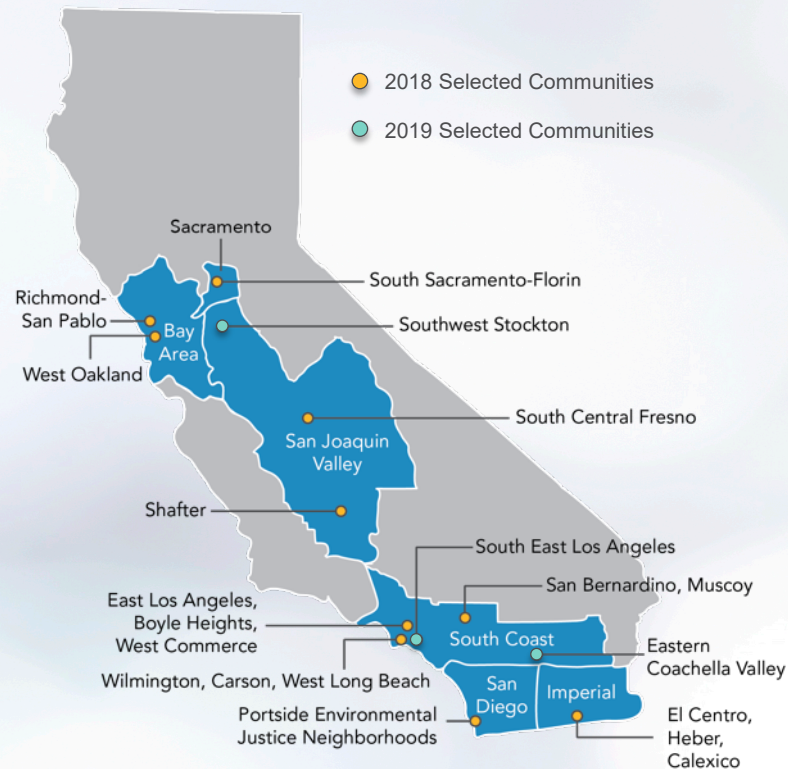 2018 Selected Communities
2019 Selected Communities
Sacramento
South Sacramento-Florin
Richmond-
San Pablo
Bay
Area
Southwest Stockton
West Oakland
South Central Fresno
San Joaquin
Valley
Shafter
South East Los Angeles
San Bernardino, Muscoy
East Los Angeles,
Boyle Heights,
West Commerce
South Coast
Eastern
Coachella Valley
Wilmington, Carson, West Long Beach
San
Diego
Imperial
Portside Environmental
Justice Neighborhoods
El Centro,
Heber,
Calexico